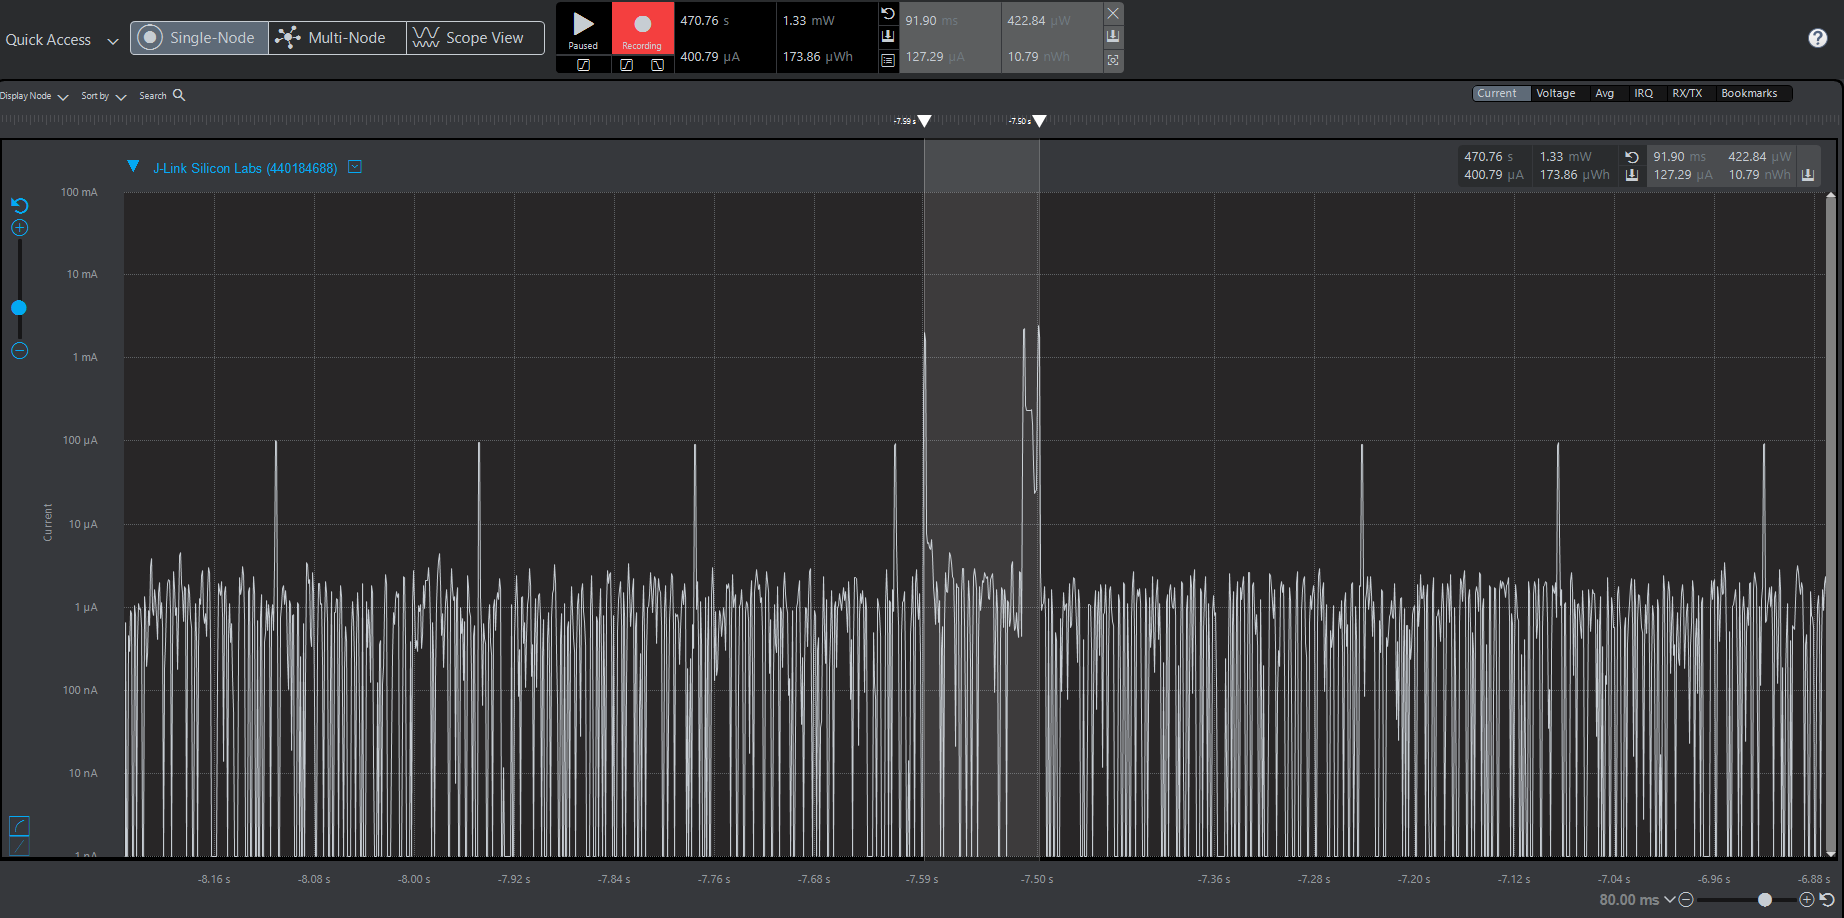 Quick Access
Single-Node
Multi-Node
Scope View
Paused
Recording
470.76 s
1.33 mW
400.79 µA
173.86 µWh
91.90 ms
422.84 µW
127.29 µA
10.79 nWh
Display Node
Sort by
Search
Current
Voltage
Avg
IRQ
RX/TX
Bookmarks
-7.59 s
-7.50 s
J-Link Silicon Labs (440184688)
470.76 s
1.33 mW
91.90 ms
422.84 µW
400.79 µA
173.86 µWh
127.29 µA
10.79 nWh
100 mA
10 mA
1 mA
100 µA
10 µA
1 µA
100 nA
10 nA
1 nA
Current
-8.16 s
-8.08 s
-8.00 s
-7.92 s
-7.84 s
-7.76 s
-7.68 s
-7.59 s
-7.50 s
-7.36 s
-7.28 s
-7.20 s
-7.12 s
-7.04 s
-6.96 s
-6.88 s
80.00 ms